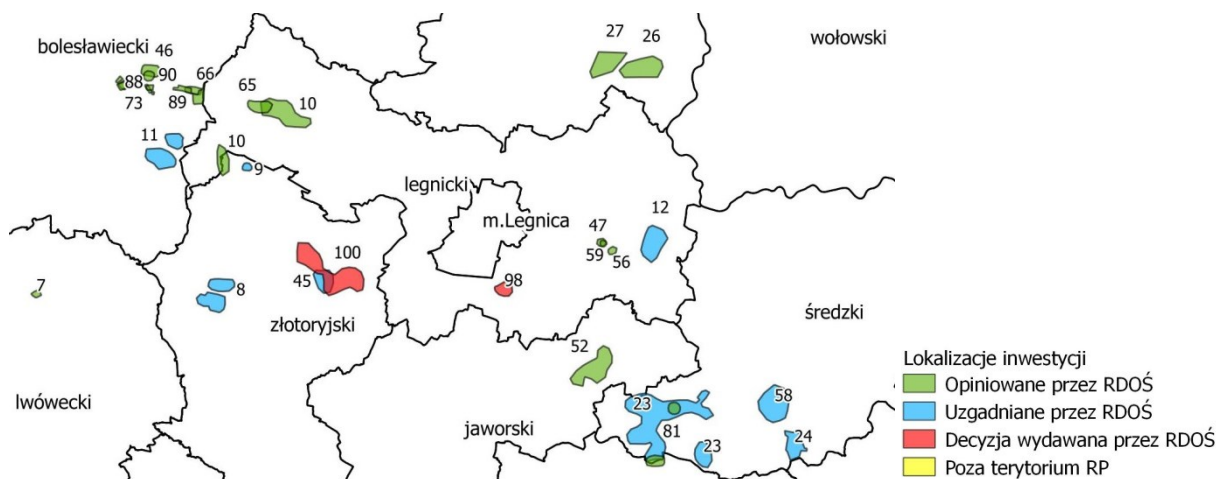 bolesławiecki
46
90
88
66
73
89
65
10
27
26
wołowski
11
10
9
legnicki
m.Legnica
47
12
59
56
100
45
98
7
8
złotoryjski
średzki
52
lwówecki
jaworski
23
81
23
58
24
Lokalizacje inwestycji
Opiniowane przez RDOŚ
Uzgadniane przez RDOŚ
Decyzja wydawana przez RDOŚ
Poza terytorium RP